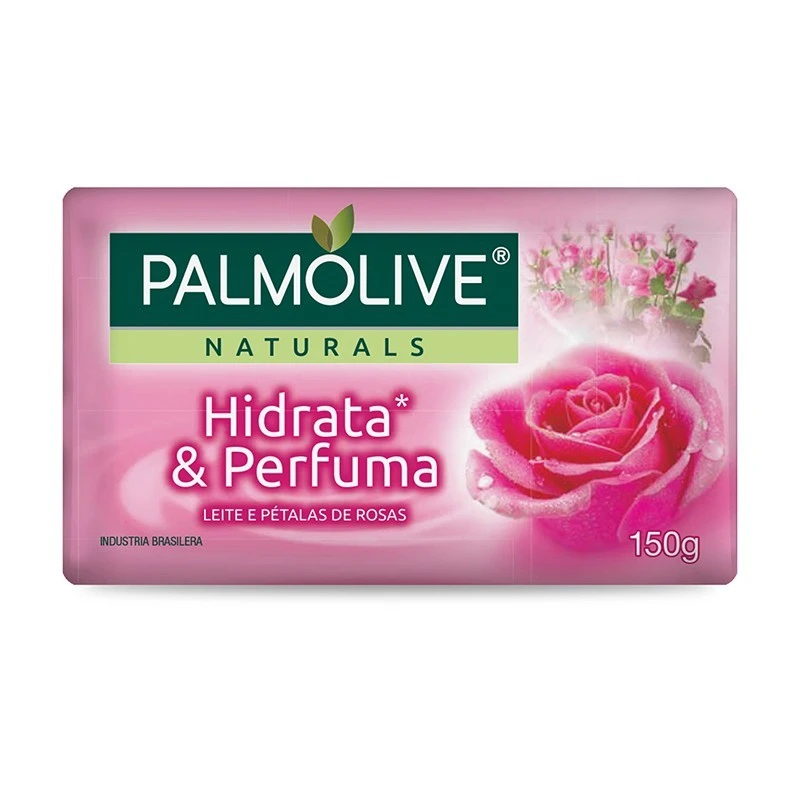 PALMOLIVE®
NATURALS
Hidrata*
& Perfuma
LEITE E PÉTALAS DE ROSAS
INDUSTRIA BRASILERA
150g